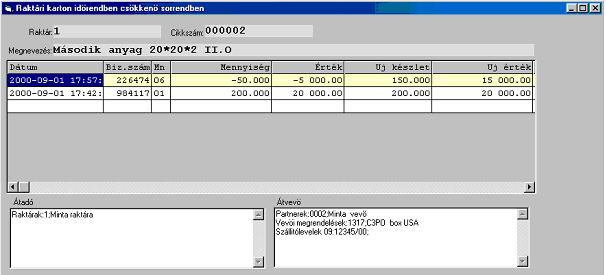 Raktári karton időrendben csökkenő sorrendben
Raktár: 1 Cikkszám: 000002
Megnevezés: Második anyag 20*20*2 II.O
Dátum Biz.szám Mn Mennyiség Érték Uj készlet Uj érték
2000-09-01 17:57: 226474 06 -50.000 -5 000.00 150.000 15 000.00
2000-09-01 17:42: 984117 01 200.000 20 000.00 200.000 20 000.00
Átadó Átvevő
Raktárak;1;Minta raktára
Partnerek;0002;Minta vevő
Vevői megrendelések;1317;C3PO box USA
Szállítólevelek 09;12345/00;